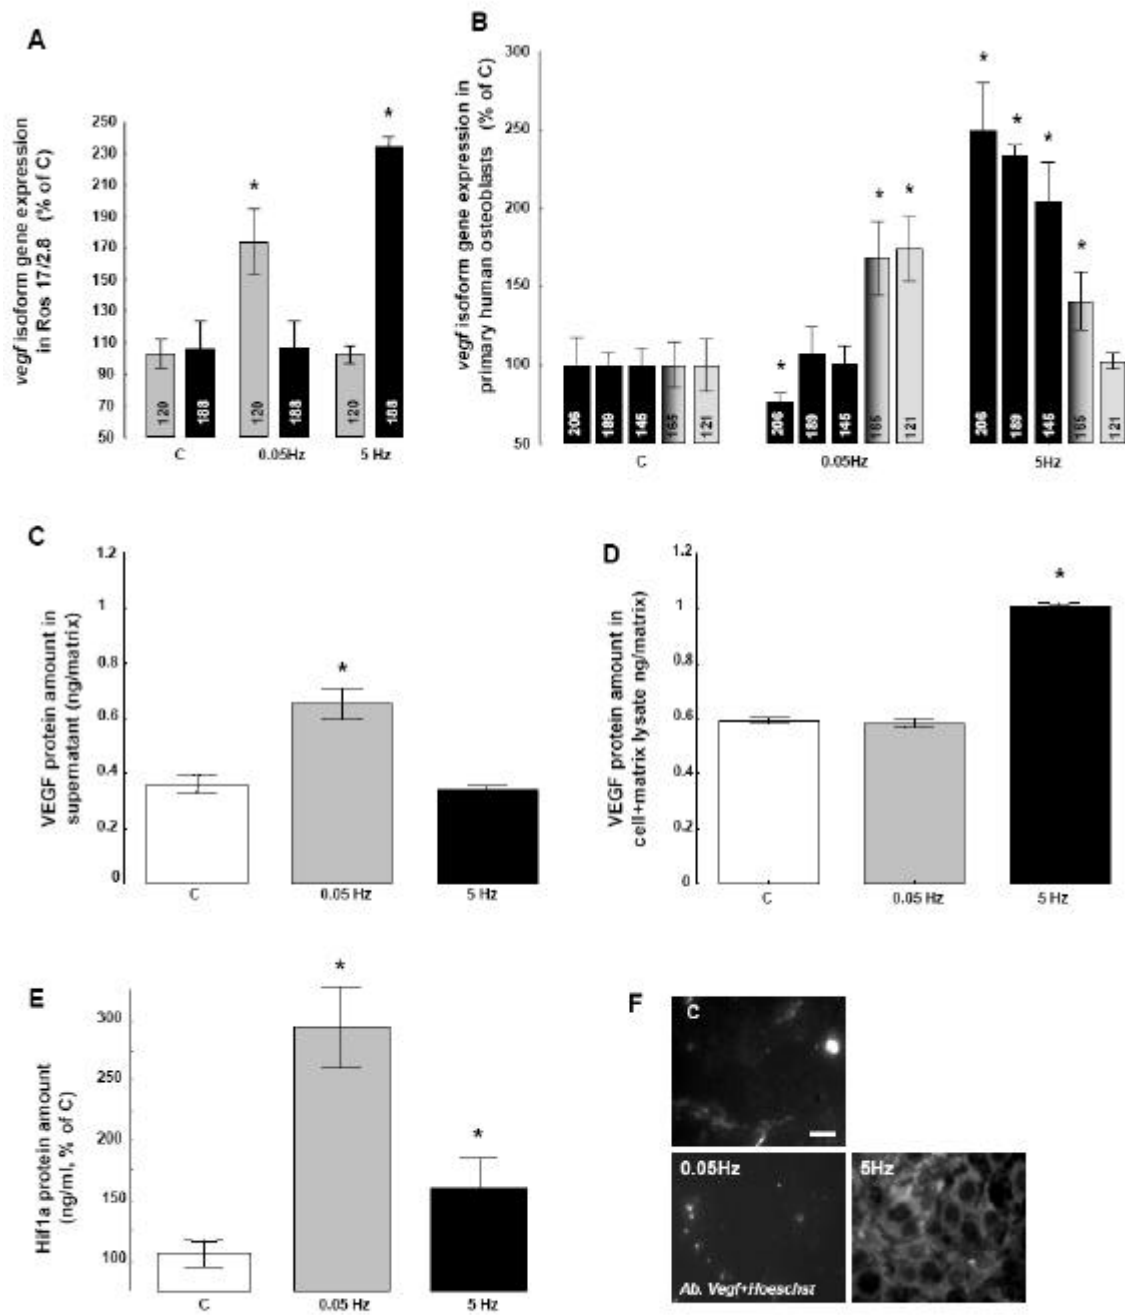 A
vegf isoform gene expression
in Ros 17/2.8 (% of C)
250
230
210
190
170
150
130
110
90
70
50
*
*
120
188
120
188
120
188
C
0.05Hz
5 Hz
B
vegf isoform gene expression in
primary human osteoblasts (% of C)
300
250
200
150
100
50
*
*
*
*
*
*
*
206
189
145
165
121
206
189
145
165
121
206
189
145
165
121
C
0.05Hz
5Hz
C
VEGF protein amount in
supernatant (ng/matrix)
1.2
1
0.8
0.6
0.4
0.2
0
*
C
0.05 Hz
5 Hz
D
VEGF protein amount in
cell+matrix lysate ng/matrix)
1.2
1
0.8
0.6
0.4
0.2
0
*
C
0.05 Hz
5 Hz
E
Hif1a protein amount
(ng/ml, % of C)
300
250
200
150
100
*
*
C
0.05 Hz
5 Hz
F
C
0.05Hz
5Hz
Ab. Vegf+Hoeschst